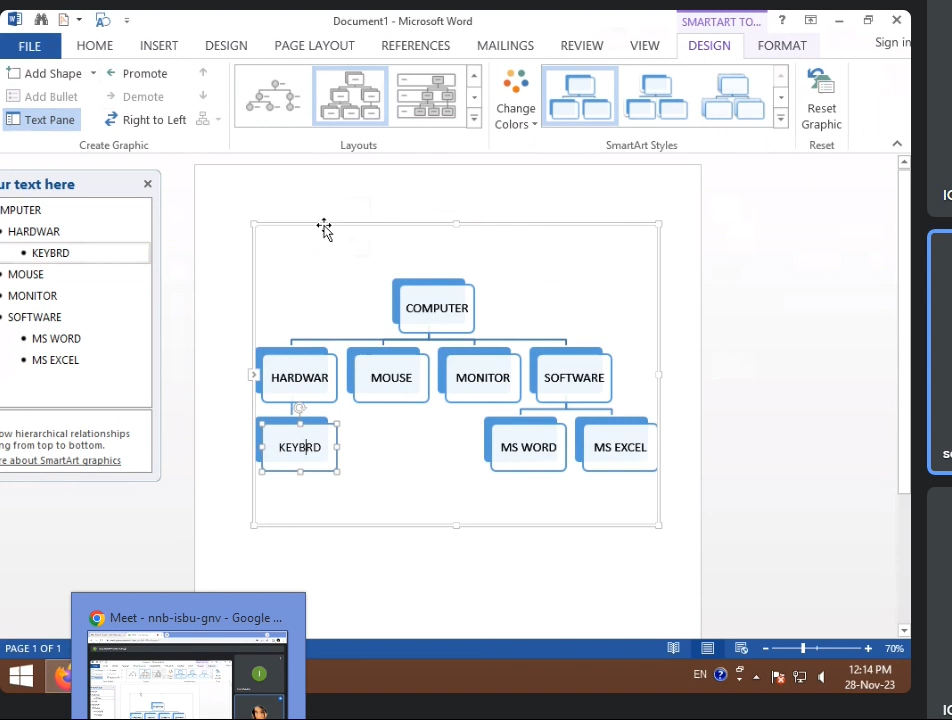 Document1 - Microsoft Word
SMARTART TO...
?
FILE
HOME
INSERT
DESIGN
PAGE LAYOUT
REFERENCES
MAILINGS
REVIEW
VIEW
DESIGN
FORMAT
Sign in
Add Shape
Promote
Add Bullet
Demote
Text Pane
Right to Left
Create Graphic
Layouts
Change
Colors
SmartArt Styles
Reset
Graphic
Reset
ur text here
MPUTER
HARDWAR
KEYBRD
MOUSE
MONITOR
SOFTWARE
MS WORD
MS EXCEL
ow hierarchical relationships
ng from top to bottom.
re about SmartArt graphics
COMPUTER
HARDWAR
MOUSE
MONITOR
SOFTWARE
KEYBRD
MS WORD
MS EXCEL
Meet - nnb-isbu-gnv - Google ...
PAGE 1 OF 1
70%
EN
12:14 PM
28-Nov-23